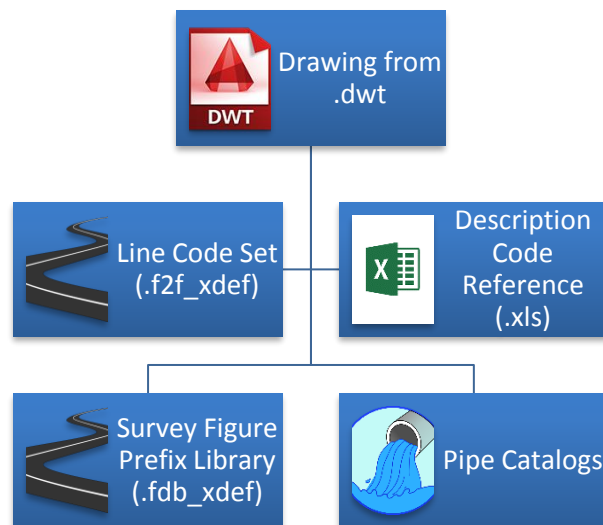 DWT
Drawing from
.dwt
Line Code Set
(.f2f_xdef)
X
Description
Code
Reference
(.xls)
Survey Figure
Prefix Library
(.fdb_xdef)
Pipe Catalogs